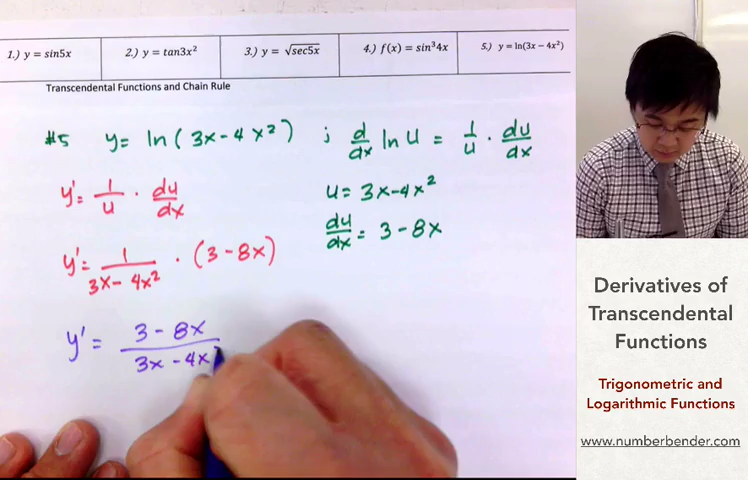 1.) y = sin5x
2.) y = tan3x²
3.) y = √sec5x
4.) f(x) = sin³4x
5.) y = ln(3x − 4x²)
Transcendental Functions and Chain Rule
#5 y = ln(3x − 4x²) ; d/dx ln u = 1/u · du/dx
y' = 1/u · du/dx
u = 3x − 4x²
du/dx = 3 − 8x
y' = 1/(3x − 4x²) · (3 − 8x)
y' = (3 − 8x)/(3x − 4x
Derivatives of
Transcendental
Functions
Trigonometric and
Logarithmic Functions
www.numberbender.com